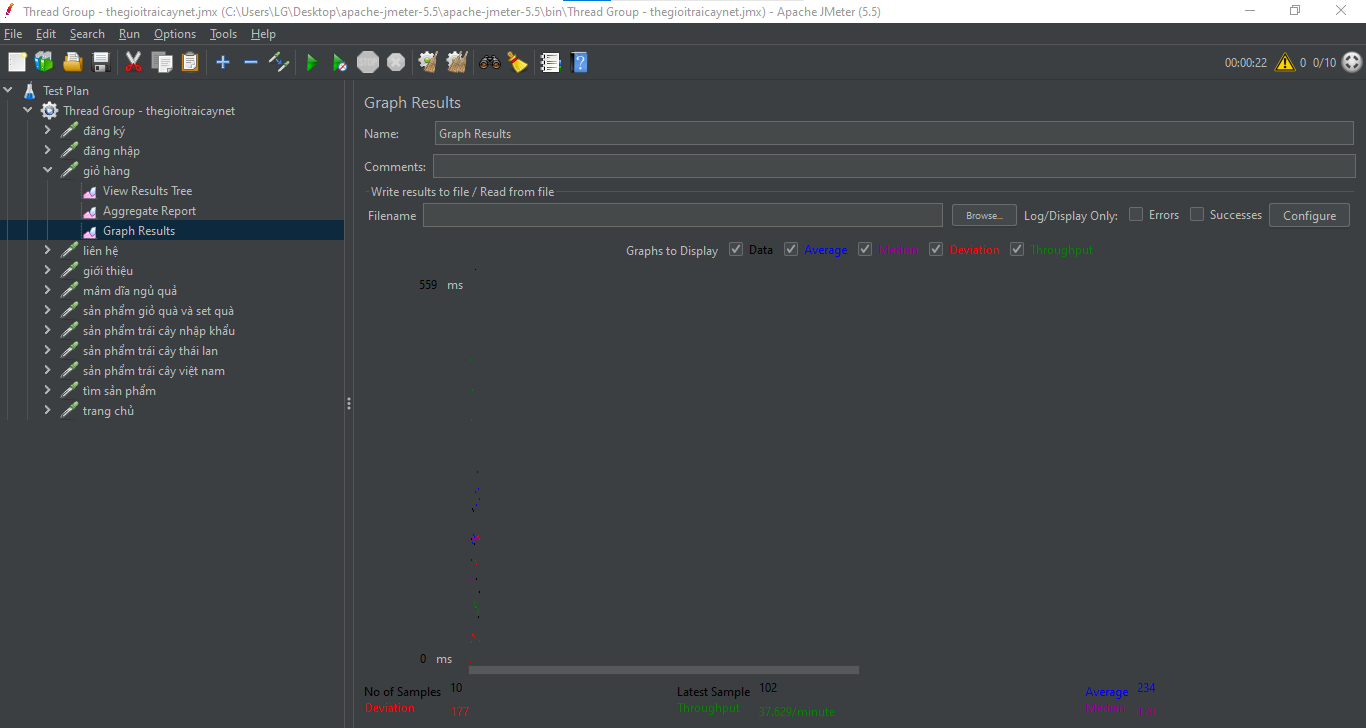 Thread Group - thegioitraicaynet.jmx (C:\Users\LG\Desktop\apache-jmeter-5.5\apache-jmeter-5.5\bin\Thread Group - thegioitraicaynet.jmx) - Apache JMeter (5.5)
File Edit Search Run Options Tools Help
STOP
00:00:22 0 0/10
Test Plan
Thread Group - thegioitraicaynet
đăng ký
đăng nhập
giỏ hàng
View Results Tree
Aggregate Report
Graph Results
liên hệ
giới thiệu
mâm dĩa ngủ quả
sản phẩm giỏ quà và set quà
sản phẩm trái cây nhập khẩu
sản phẩm trái cây thái lan
sản phẩm trái cây việt nam
tìm sản phẩm
trang chủ
Graph Results
Name: Graph Results
Comments:
Write results to file / Read from file
Filename Browse... Log/Display Only: Errors Successes Configure
Graphs to Display Data Average Median Deviation Throughput
559 ms
0 ms
No of Samples 10 Latest Sample 102 Average 234
Deviation 177 Throughput 37.629/minute Median